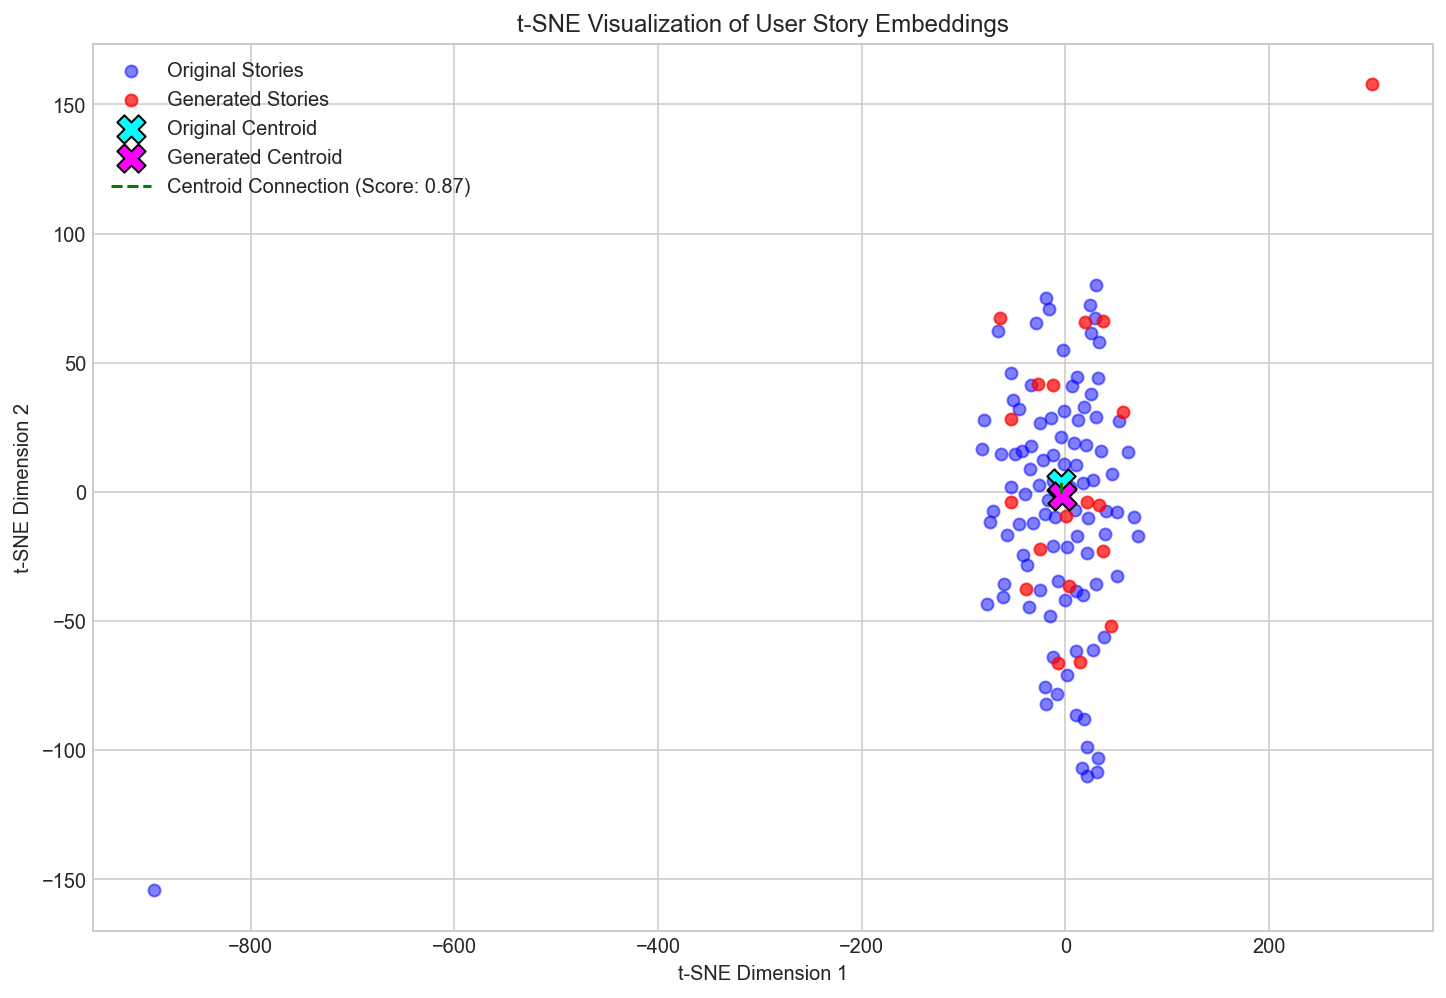 t-SNE Visualization of User Story Embeddings
Original Stories
Generated Stories
Original Centroid
Generated Centroid
Centroid Connection (Score: 0.87)
150
100
50
0
−50
−100
−150
t-SNE Dimension 2
−800
−600
−400
−200
0
200
t-SNE Dimension 1